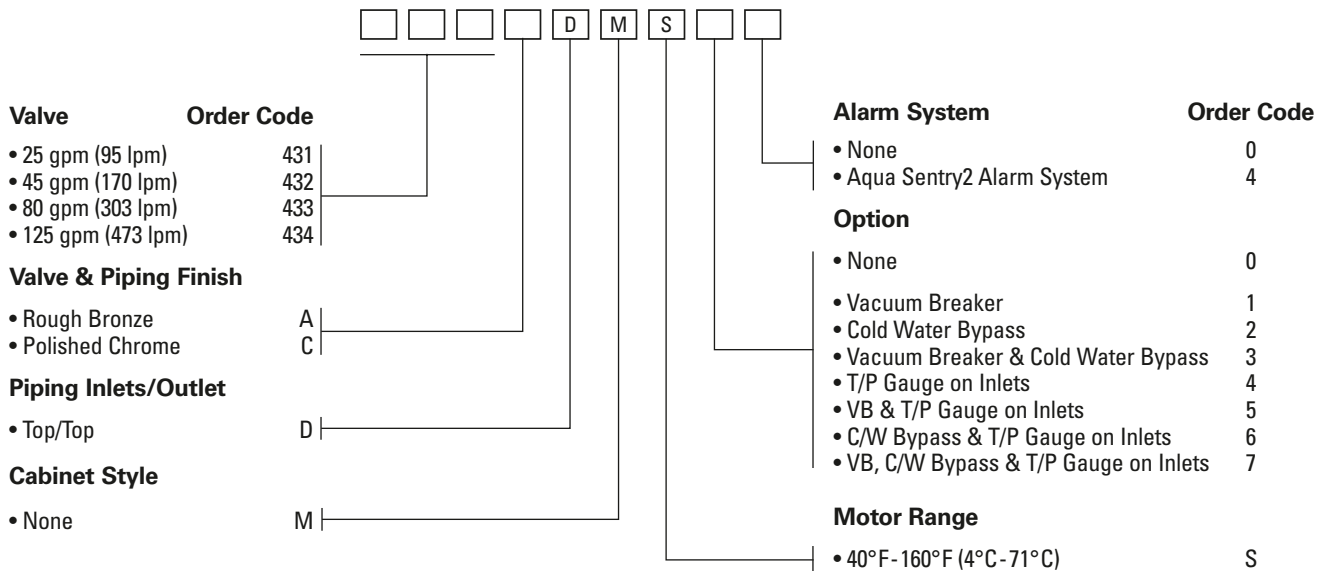 D M S
Valve Order Code
• 25 gpm (95 lpm) 431
• 45 gpm (170 lpm) 432
• 80 gpm (303 lpm) 433
• 125 gpm (473 lpm) 434
Valve & Piping Finish
• Rough Bronze A
• Polished Chrome C
Piping Inlets/Outlet
• Top/Top D
Cabinet Style
• None M
Alarm System Order Code
• None 0
• Aqua Sentry2 Alarm System 4
Option
• None 0
• Vacuum Breaker 1
• Cold Water Bypass 2
• Vacuum Breaker & Cold Water Bypass 3
• T/P Gauge on Inlets 4
• VB & T/P Gauge on Inlets 5
• C/W Bypass & T/P Gauge on Inlets 6
• VB, C/W Bypass & T/P Gauge on Inlets 7
Motor Range
• 40°F-160°F (4°C-71°C) S